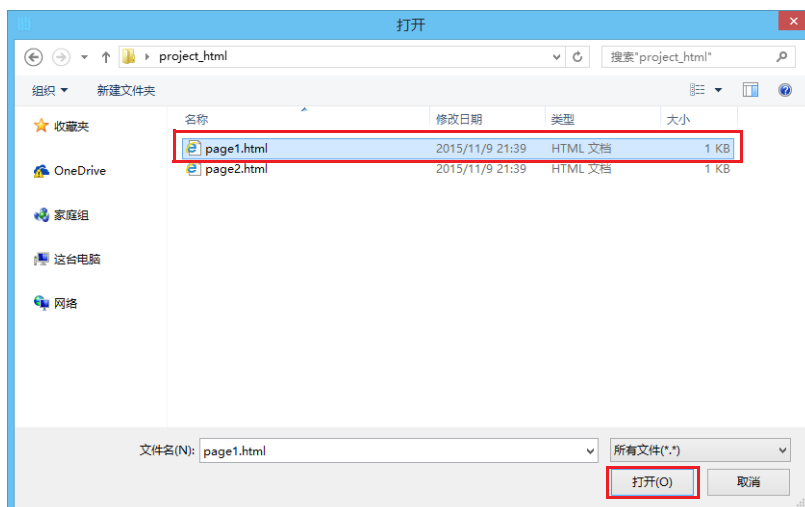 打开
project_html
搜索"project_html"
组织 新建文件夹
名称 修改日期 类型 大小
收藏夹
page1.html 2015/11/9 21:39 HTML 文档 1 KB
page2.html 2015/11/9 21:39 HTML 文档 1 KB
OneDrive
家庭组
这台电脑
网络
文件名(N): page1.html 所有文件(*.*)
打开(O) 取消